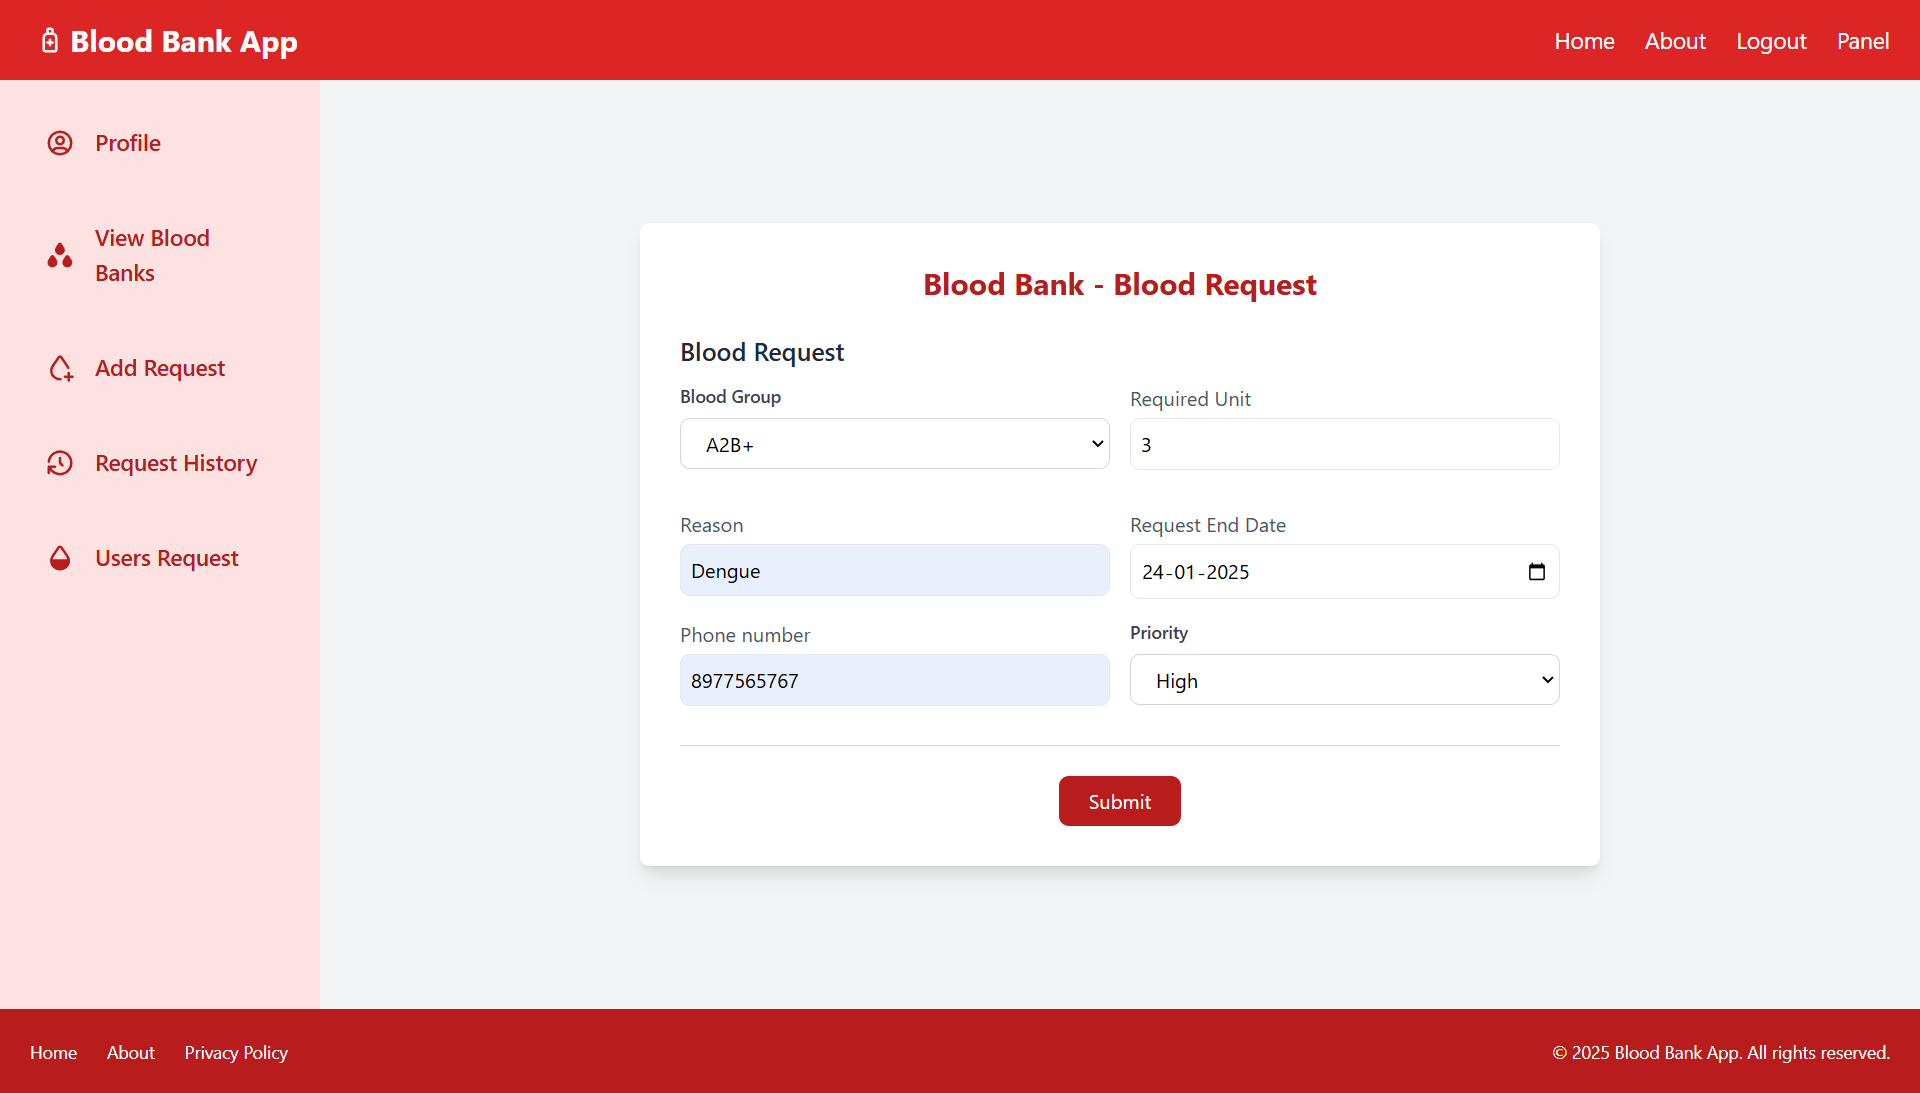 Blood Bank App
Home About Logout Panel
Profile
View Blood
Banks
Add Request
Request History
Users Request
Blood Bank - Blood Request
Blood Request
Blood Group
Required Unit
A2B+
3
Reason
Request End Date
Dengue
24-01-2025
Phone number
Priority
8977565767
High
Submit
Home About Privacy Policy
© 2025 Blood Bank App. All rights reserved.